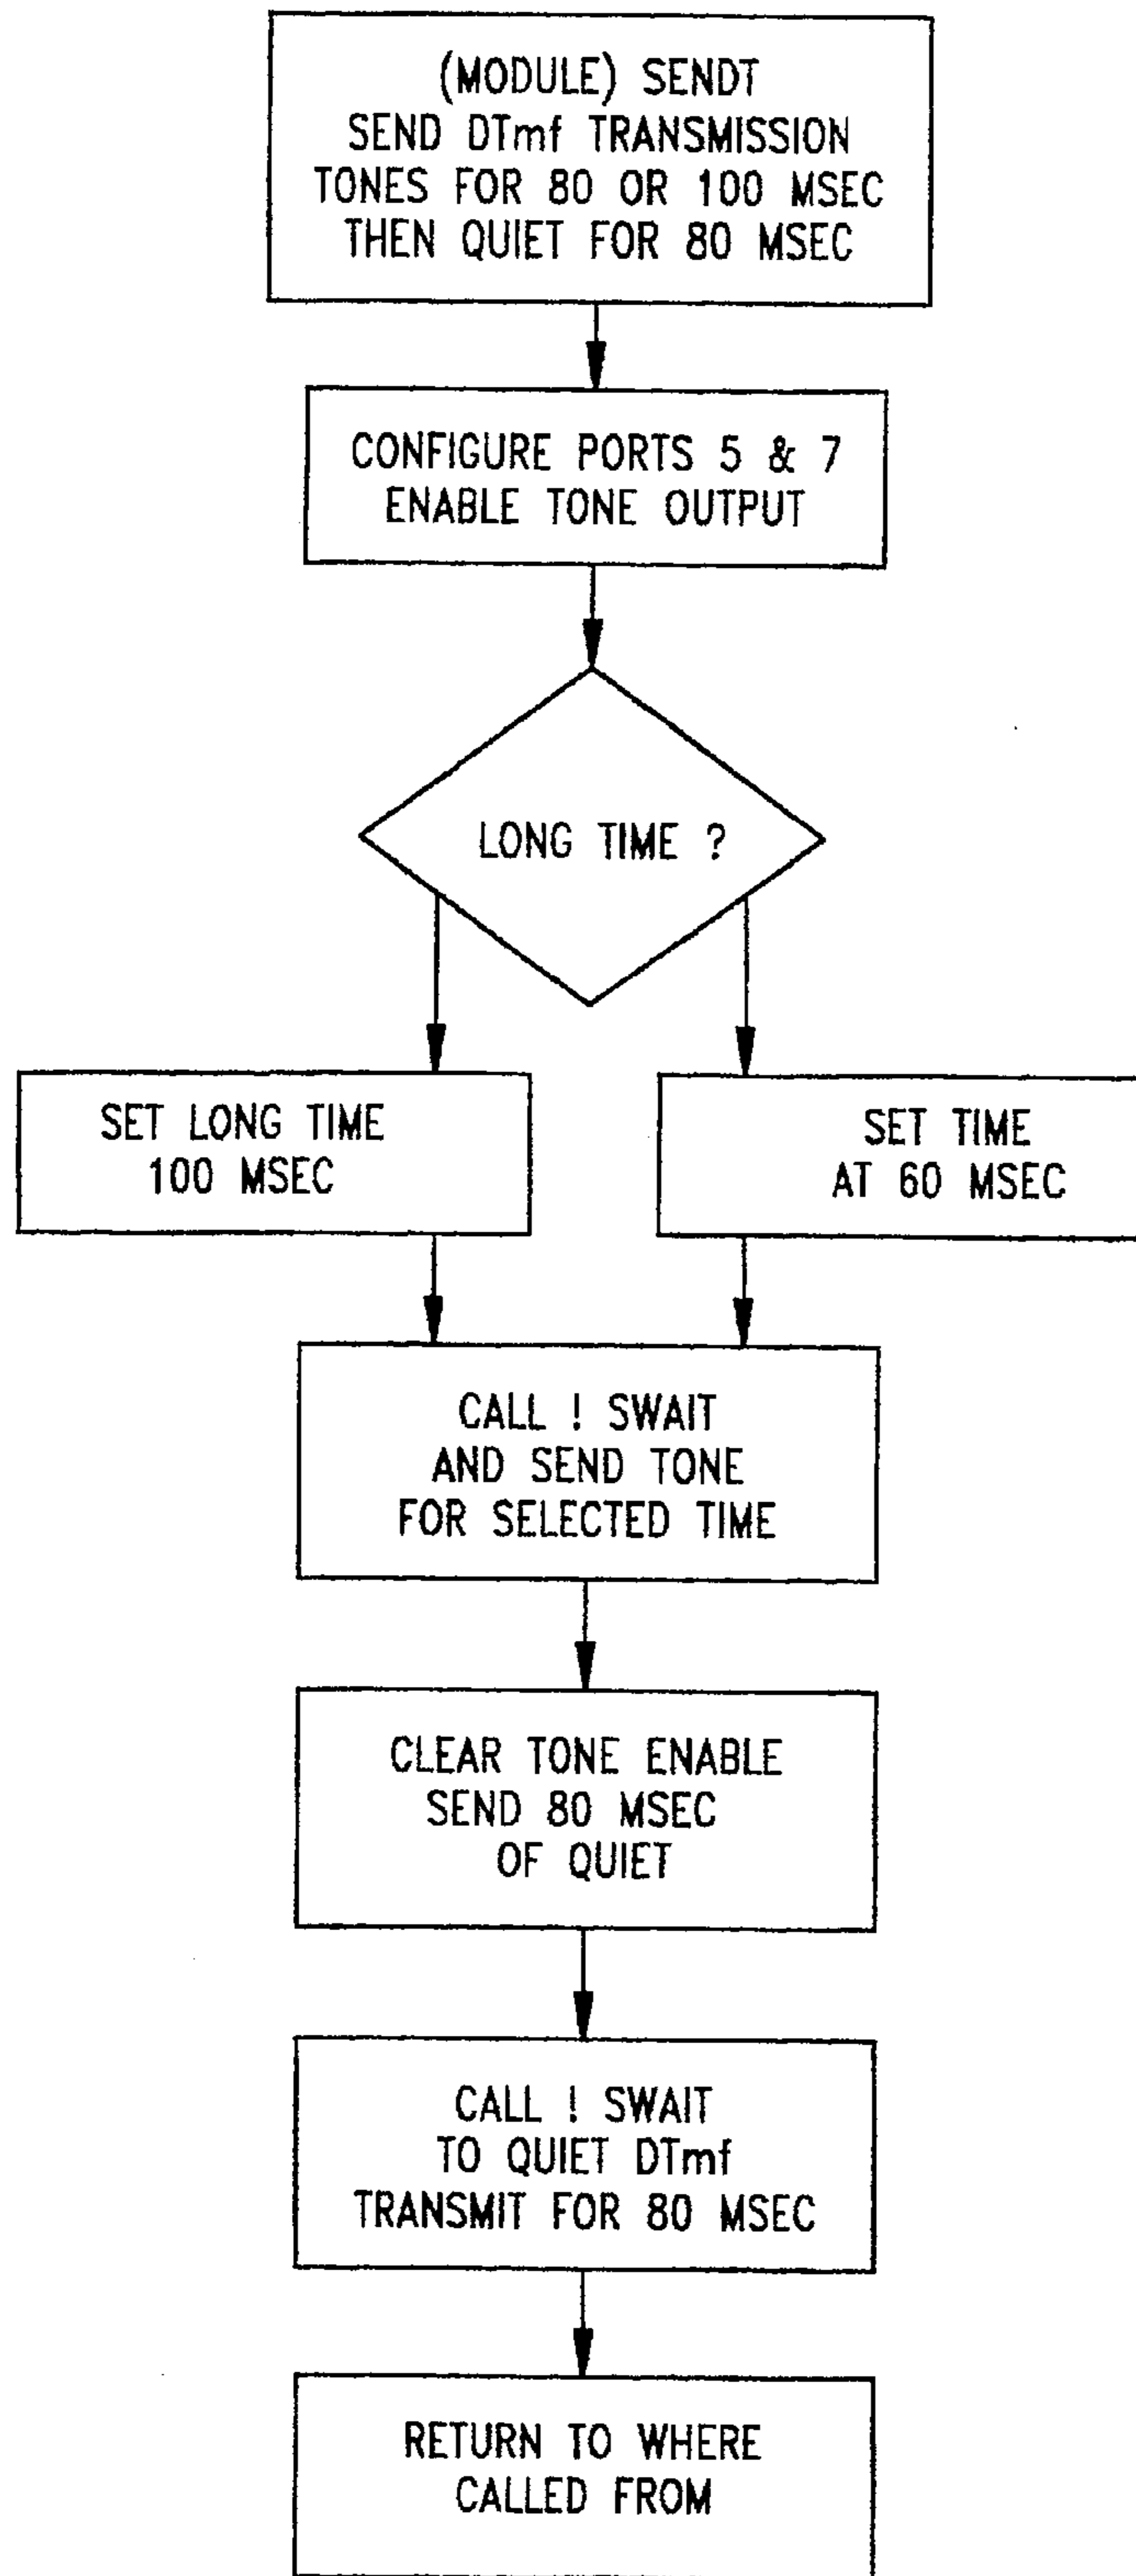 (MODULE) SENDT
SEND DTmf TRANSMISSION
TONES FOR 80 OR 100 MSEC
THEN QUIET FOR 80 MSEC
CONFIGURE PORTS 5 & 7
ENABLE TONE OUTPUT
LONG TIME ?
SET LONG TIME
100 MSEC
SET TIME
AT 60 MSEC
CALL ! SWAIT
AND SEND TONE
FOR SELECTED TIME
CLEAR TONE ENABLE
SEND 80 MSEC
OF QUIET
CALL ! SWAIT
TO QUIET DTmf
TRANSMIT FOR 80 MSEC
RETURN TO WHERE
CALLED FROM